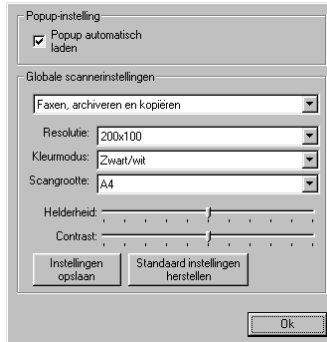 Popup-instelling
Popup automatisch
laden
Globale scannerinstellingen
Faxen, archiveren en kopiëren
Resolutie: 200x100
Kleurmodus: Zwart/wit
Scangrootte: A4
Helderheid:
Contrast:
Instellingen
opslaan
Standaard instellingen
herstellen
Ok